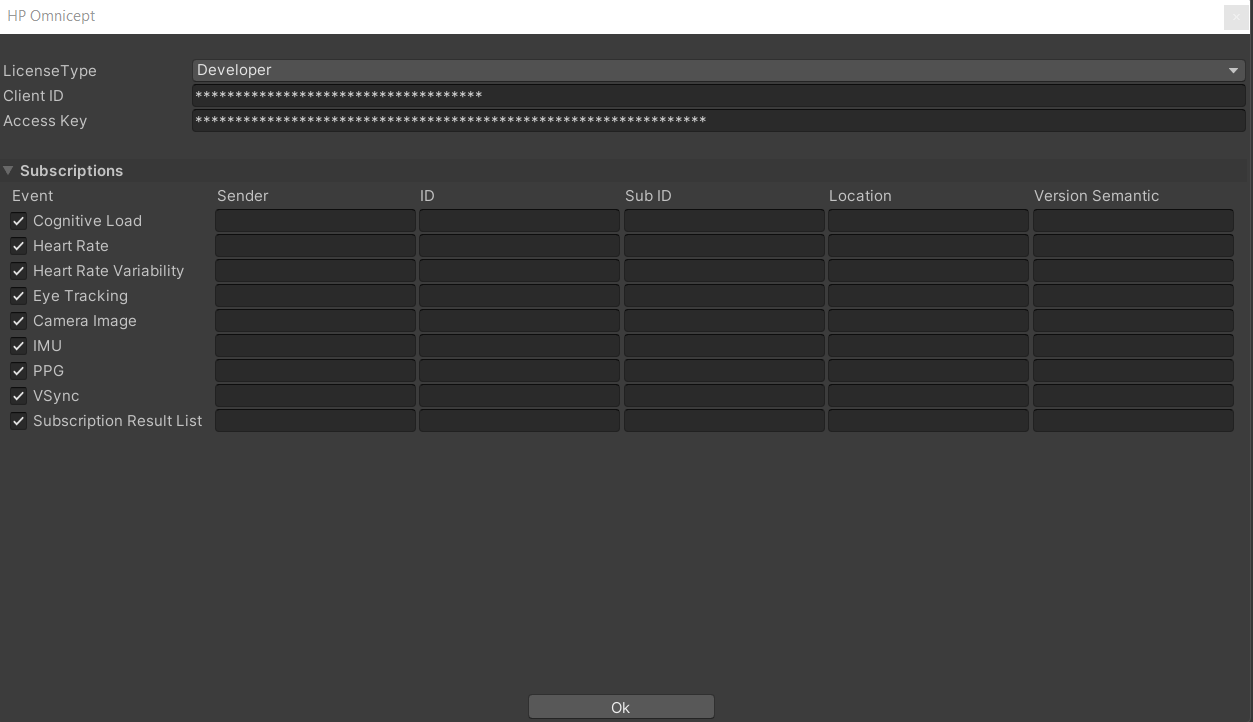 HP Omnicept
LicenseType Developer
Client ID ************************************
Access Key ****************************************************************
Subscriptions
Event Sender ID Sub ID Location Version Semantic
Cognitive Load
Heart Rate
Heart Rate Variability
Eye Tracking
Camera Image
IMU
PPG
VSync
Subscription Result List
Ok